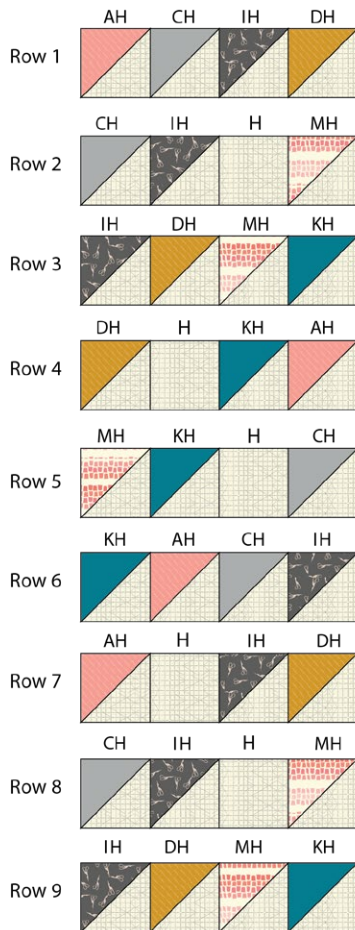 AH CH IH DH
Row 1
CH IH H MH
Row 2
IH DH MH KH
Row 3
DH H KH AH
Row 4
MH KH H CH
Row 5
KH AH CH IH
Row 6
AH H IH DH
Row 7
CH IH H MH
Row 8
IH DH MH KH
Row 9